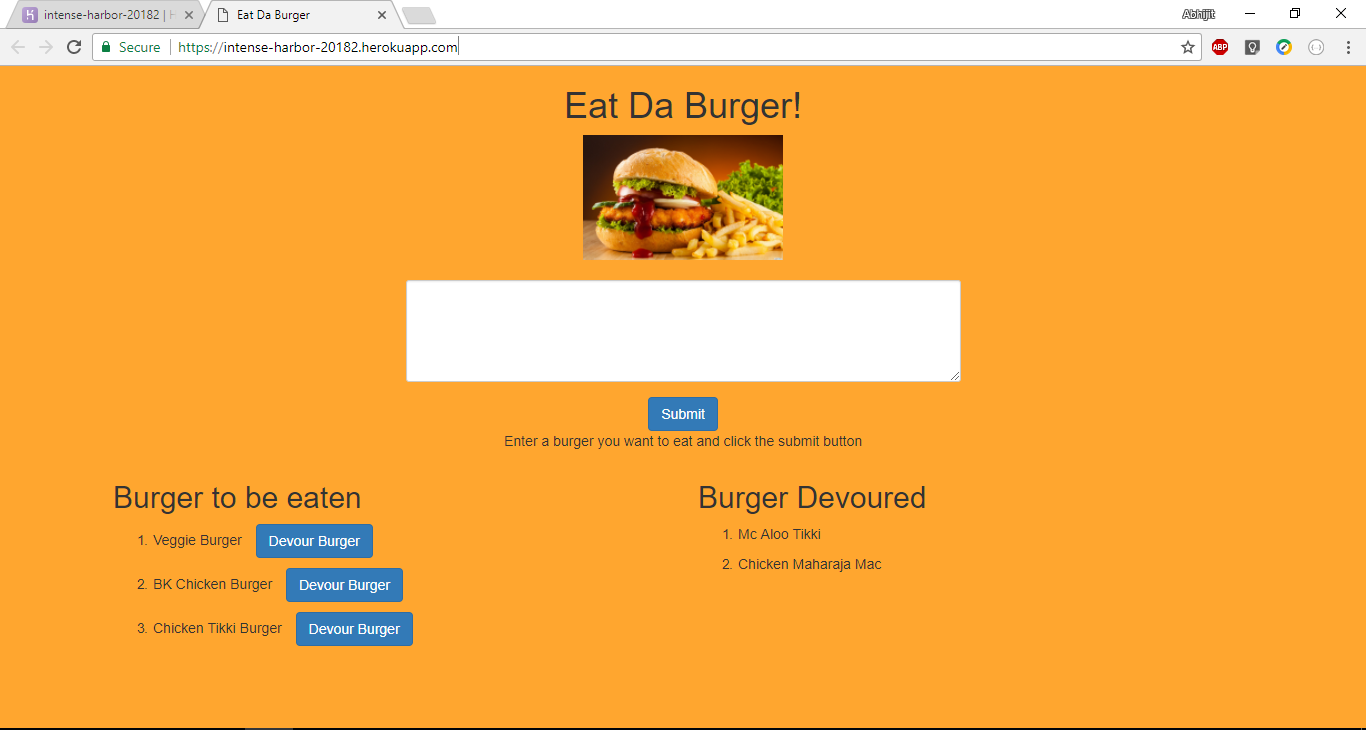 intense-harbor-20182 | H
Eat Da Burger
Abhijit
Secure
https://intense-harbor-20182.herokuapp.com
ABP
Eat Da Burger!
Submit
Enter a burger you want to eat and click the submit button
Burger to be eaten
1. Veggie Burger Devour Burger
2. BK Chicken Burger Devour Burger
3. Chicken Tikki Burger Devour Burger
Burger Devoured
1. Mc Aloo Tikki
2. Chicken Maharaja Mac